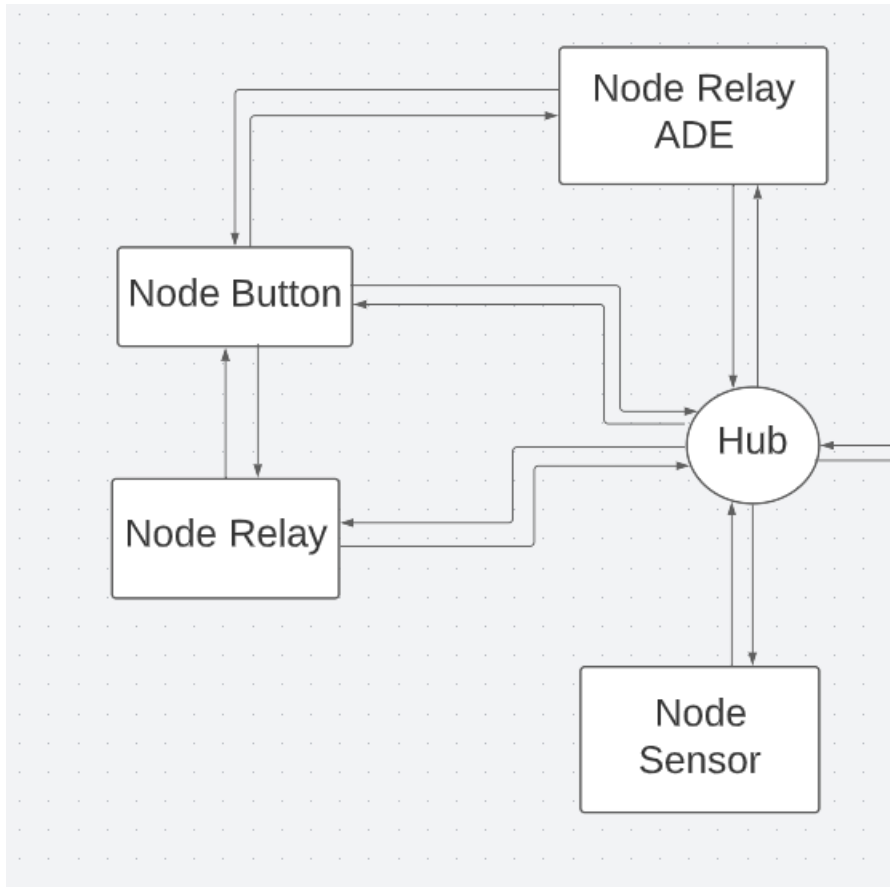 Node Relay
ADE
Node Button
Hub
Node Relay
Node
Sensor